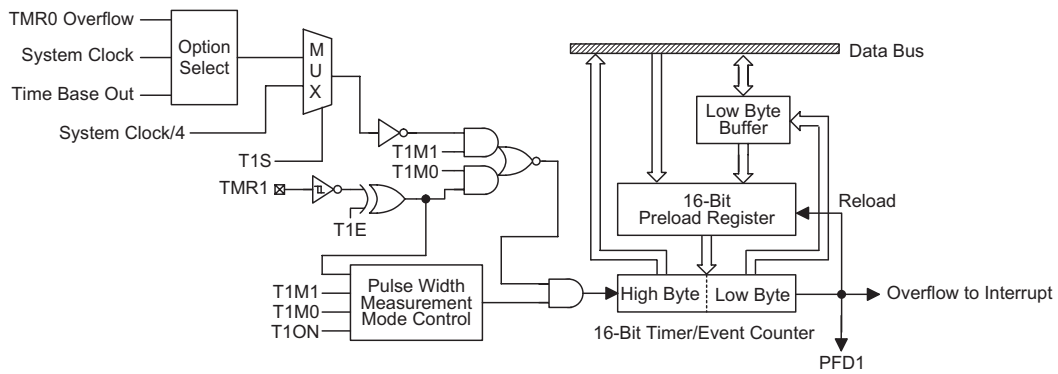 TMR0 Overflow
System Clock
Time Base Out
Option
Select
M
U
X
System Clock/4
T1S
TMR1
T1E
T1M1
T1M0
T1M1
T1M0
T1ON
Pulse Width
Measurement
Mode Control
Data Bus
Low Byte
Buffer
16-Bit
Preload Register
Reload
High Byte
Low Byte
16-Bit Timer/Event Counter
Overflow to Interrupt
PFD1